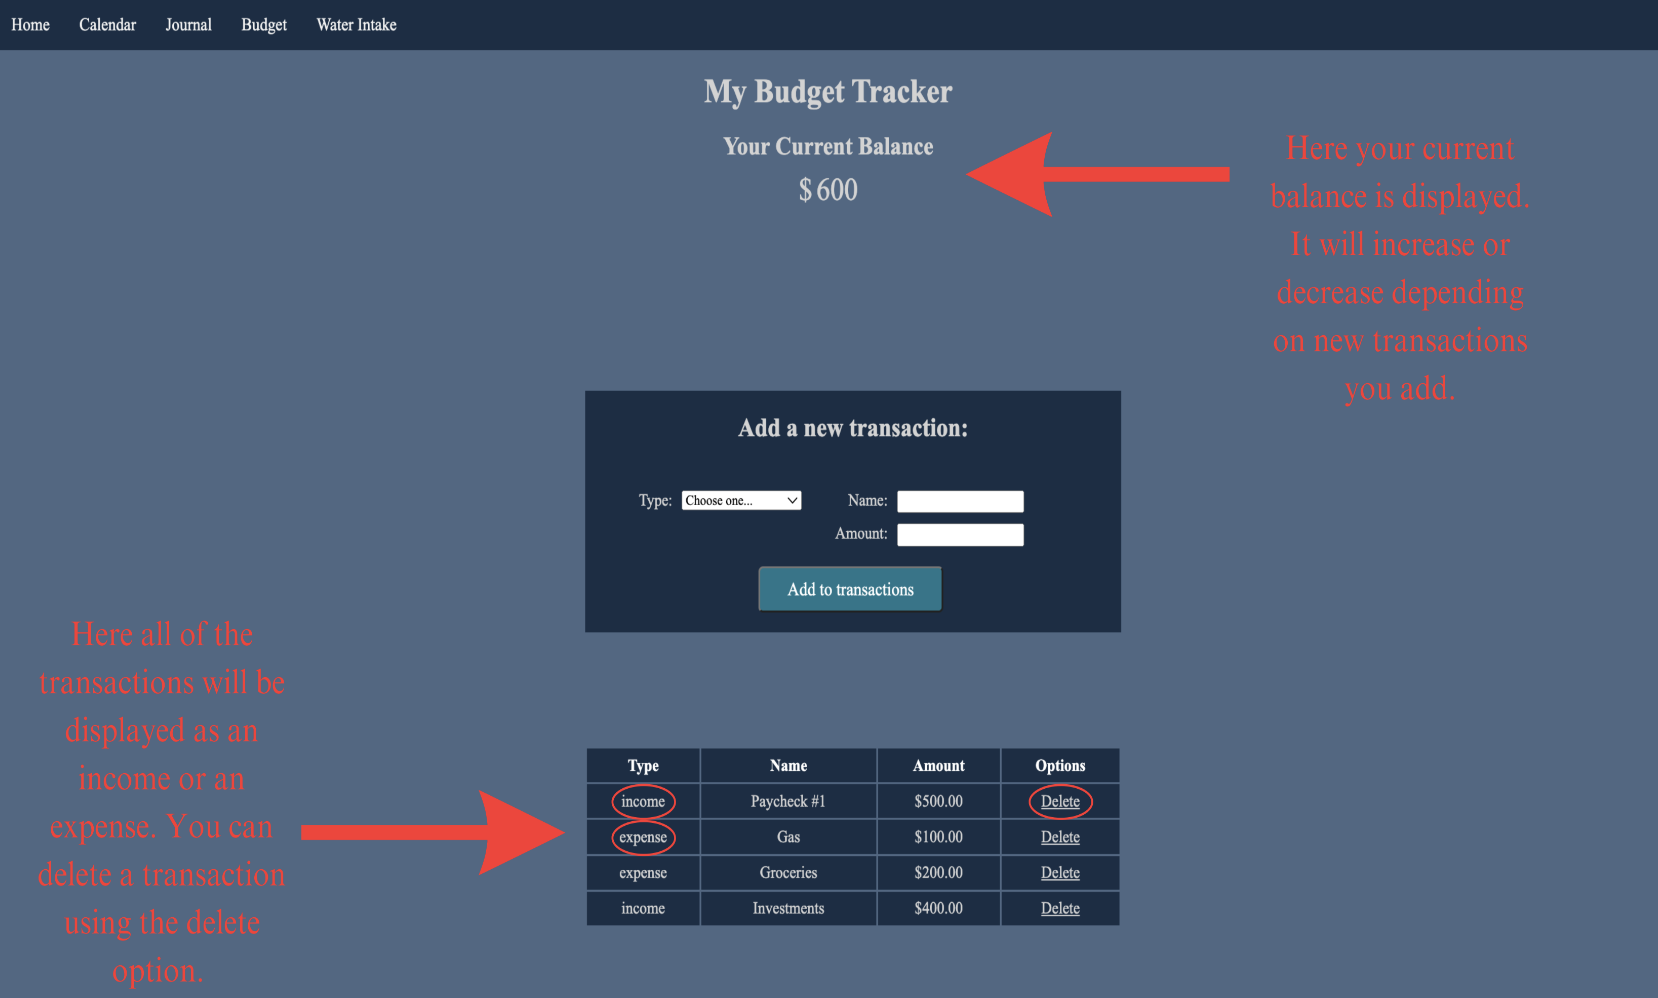 Home Calendar Journal Budget Water Intake
My Budget Tracker
Your Current Balance
$ 600
Here your current
balance is displayed.
It will increase or
decrease depending
on new transactions
you add.
Add a new transaction:
Type: Choose one... Name:
Amount:
Add to transactions
Here all of the
transactions will be
displayed as an
income or an
expense. You can
delete a transaction
using the delete
option.
Type Name Amount Options
income Paycheck #1 $500.00 Delete
expense Gas $100.00 Delete
expense Groceries $200.00 Delete
income Investments $400.00 Delete